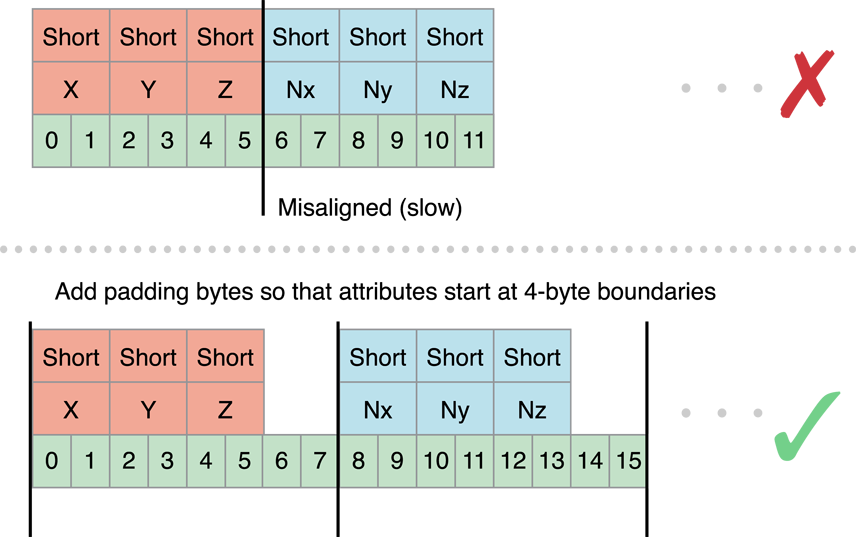 Short Short Short Short Short Short
X Y Z Nx Ny Nz
0 1 2 3 4 5 6 7 8 9 10 11
Misaligned (slow)
Add padding bytes so that attributes start at 4-byte boundaries
Short Short Short Short Short Short
X Y Z Nx Ny Nz
0 1 2 3 4 5 6 7 8 9 10 11 12 13 14 15